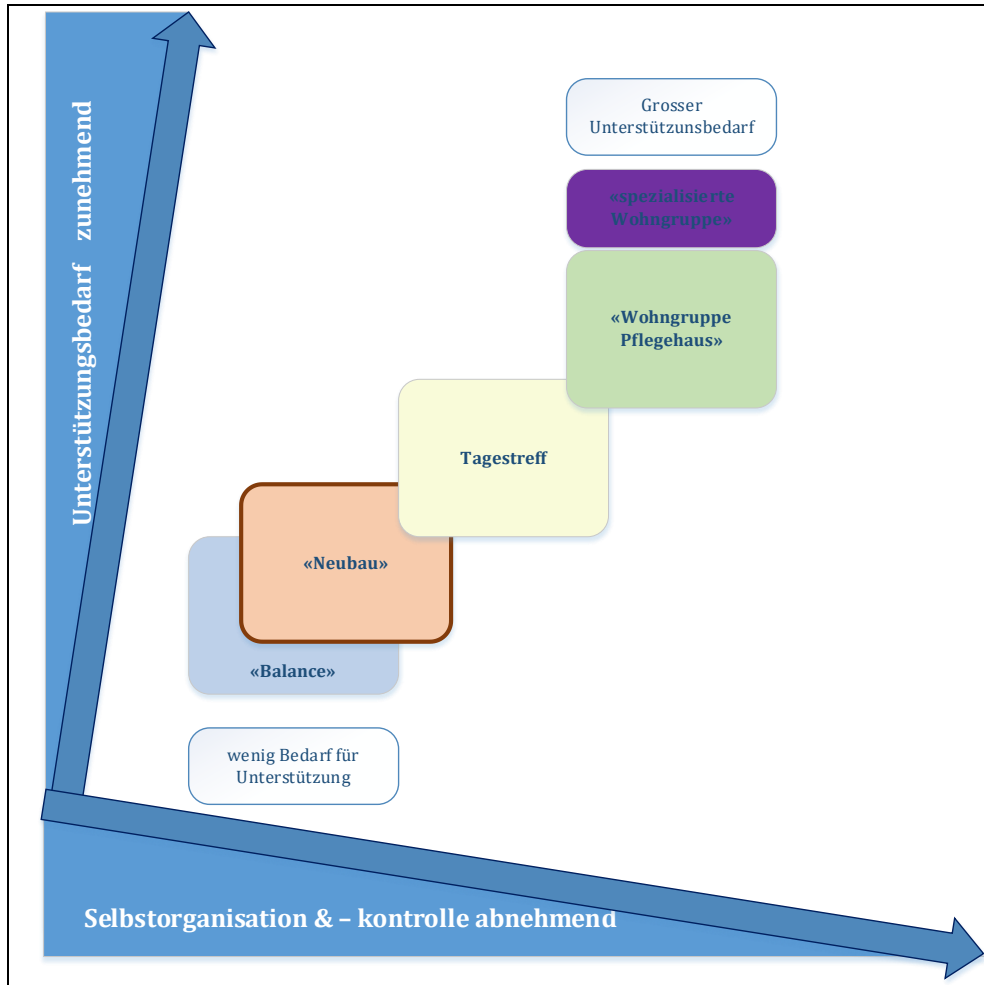 Unterstützungsbedarf zunehmend
Grosser
Unterstützunsbedarf
«spezialisierte
Wohngruppe»
«Wohngruppe
Pflegehaus»
Tagestreff
«Neubau»
«Balance»
wenig Bedarf für
Unterstützung
Selbstorganisation & – kontrolle abnehmend